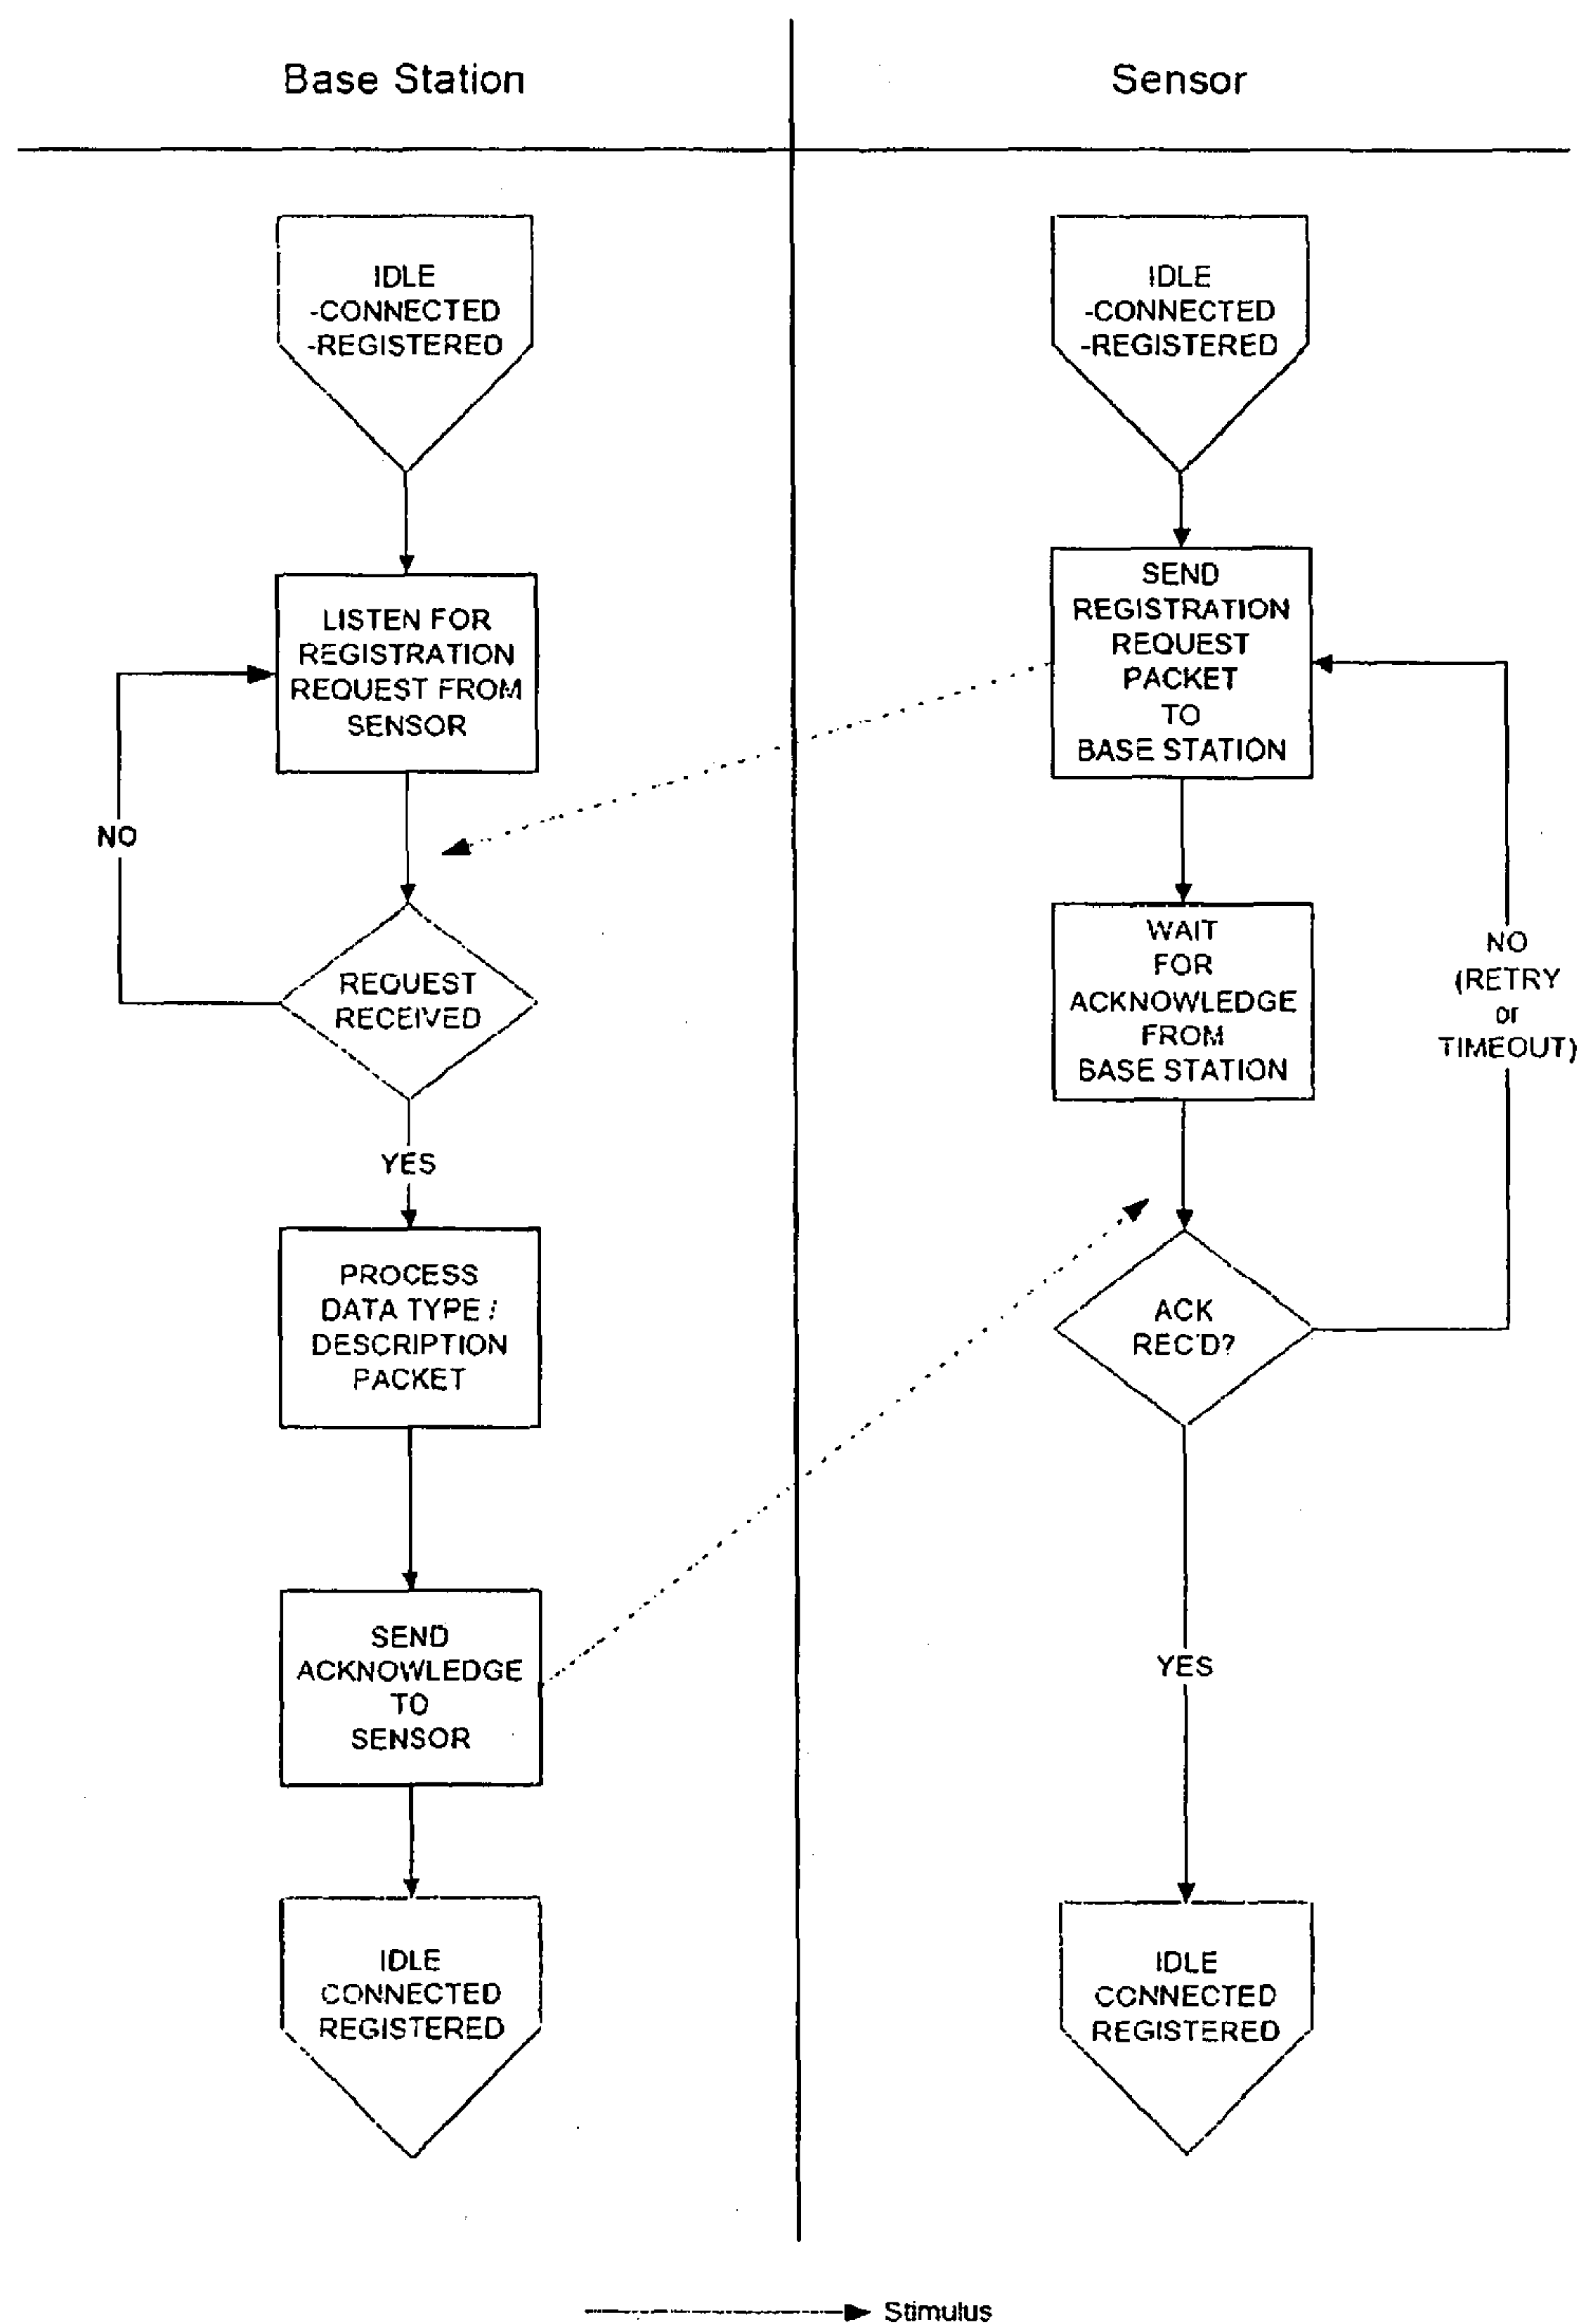 Base Station
Sensor
IDLE
-CONNECTED
-REGISTERED
LISTEN FOR
REGISTRATION
REQUEST FROM
SENSOR
NO
REQUEST
RECEIVED
YES
PROCESS
DATA TYPE /
DESCRIPTION
PACKET
SEND
ACKNOWLEDGE
TO
SENSOR
IDLE
CONNECTED
REGISTERED
IDLE
-CONNECTED
-REGISTERED
SEND
REGISTRATION
REQUEST
PACKET
TO
BASE STATION
WAIT
FOR
ACKNOWLEDGE
FROM
BASE STATION
NO
(RETRY
or
TIMEOUT)
ACK
REC'D?
YES
IDLE
CONNECTED
REGISTERED
Stimulus